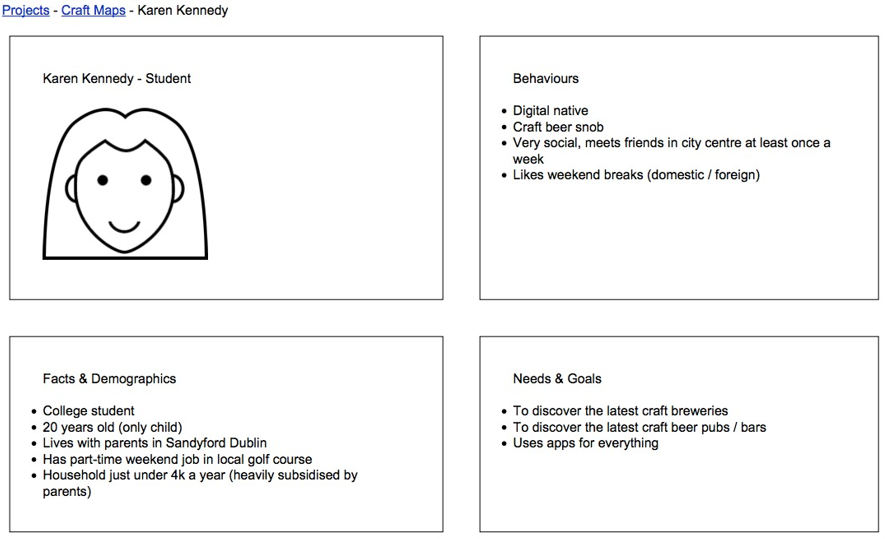 Projects - Craft Maps - Karen Kennedy
Karen Kennedy - Student
Behaviours
Digital native
Craft beer snob
Very social, meets friends in city centre at least once a
week
Likes weekend breaks (domestic / foreign)
Facts & Demographics
College student
20 years old (only child)
Lives with parents in Sandyford Dublin
Has part-time weekend job in local golf course
Household just under 4k a year (heavily subsidised by
parents)
Needs & Goals
To discover the latest craft breweries
To discover the latest craft beer pubs / bars
Uses apps for everything